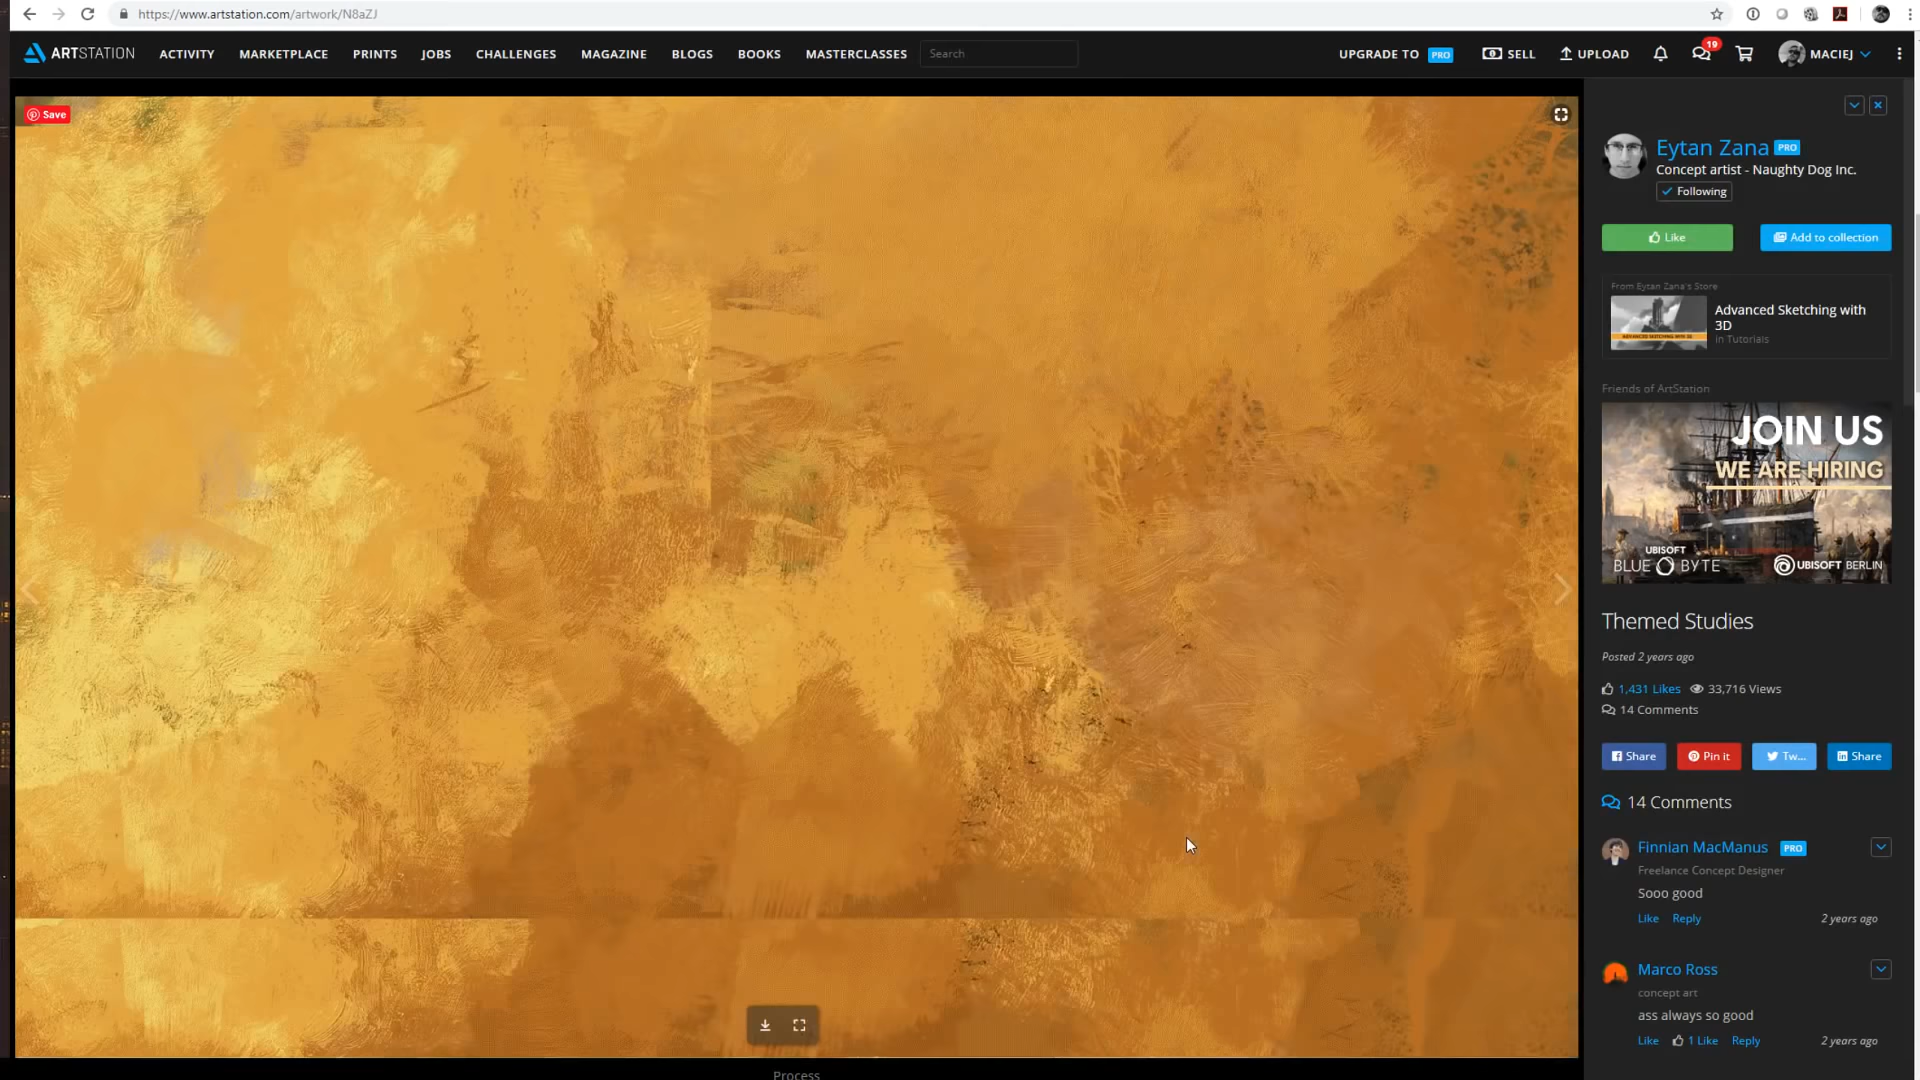 https://www.artstation.com/artwork/N8aZJ
ARTSTATION ACTIVITY MARKETPLACE PRINTS JOBS CHALLENGES MAGAZINE BLOGS BOOKS MASTERCLASSES Search UPGRADE TO PRO SELL UPLOAD 19 MACIEJ
Save
Eytan Zana PRO
Concept artist - Naughty Dog Inc.
Following
Like Add to collection
From Eytan Zana's Store
Advanced Sketching with
3D
in Tutorials
ADVANCED SKETCHING WITH 3D
Friends of ArtStation
JOIN US
WE ARE HIRING
UBISOFT
BLUE BYTE UBISOFT BERLIN
Themed Studies
Posted 2 years ago
1,431 Likes 33,716 Views
14 Comments
Share Pin it Tw... Share
14 Comments
Finnian MacManus PRO
Freelance Concept Designer
Sooo good
Like Reply 2 years ago
Marco Ross
concept art
ass always so good
Like 1 Like Reply 2 years ago
Process